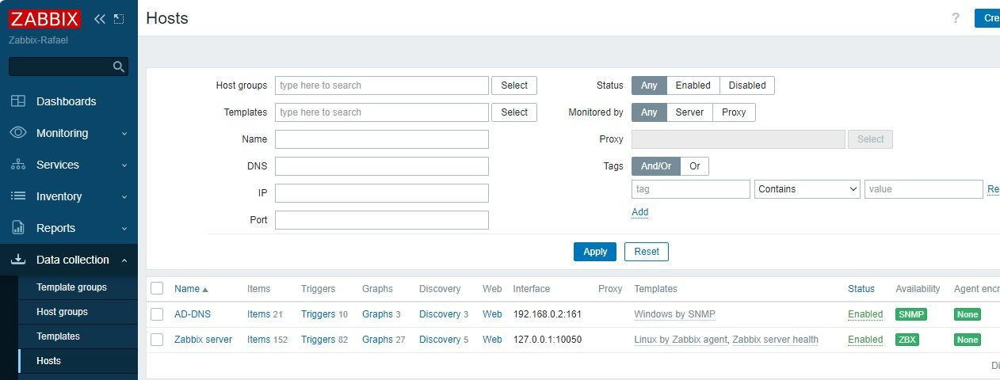 ZABBIX
Zabbix-Rafael
Dashboards
Monitoring
Services
Inventory
Reports
Data collection
Template groups
Host groups
Templates
Hosts
Hosts ? Cre
Host groups type here to search Select Status Any Enabled Disabled
Templates type here to search Select Monitored by Any Server Proxy
Name Proxy Select
DNS Tags And/Or Or
IP tag Contains value Re
Port Add
Apply Reset
Name Items Triggers Graphs Discovery Web Interface Proxy Templates Status Availability Agent encr
AD-DNS Items 21 Triggers 10 Graphs 3 Discovery 3 Web 192.168.0.2:161 Windows by SNMP Enabled SNMP None
Zabbix server Items 152 Triggers 82 Graphs 27 Discovery 5 Web 127.0.0.1:10050 Linux by Zabbix agent, Zabbix server health Enabled ZBX None
Di